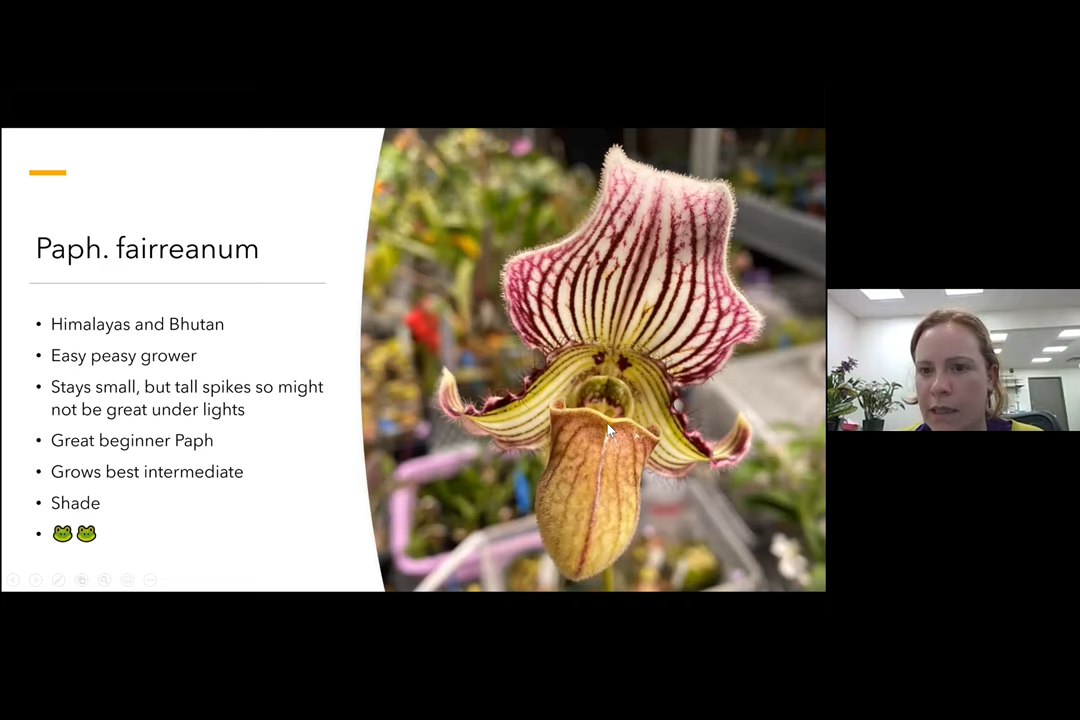 Paph. fairreanum
• Himalayas and Bhutan
• Easy peasy grower
• Stays small, but tall spikes so might
not be great under lights
• Great beginner Paph
• Grows best intermediate
• Shade
• 🐸🐸